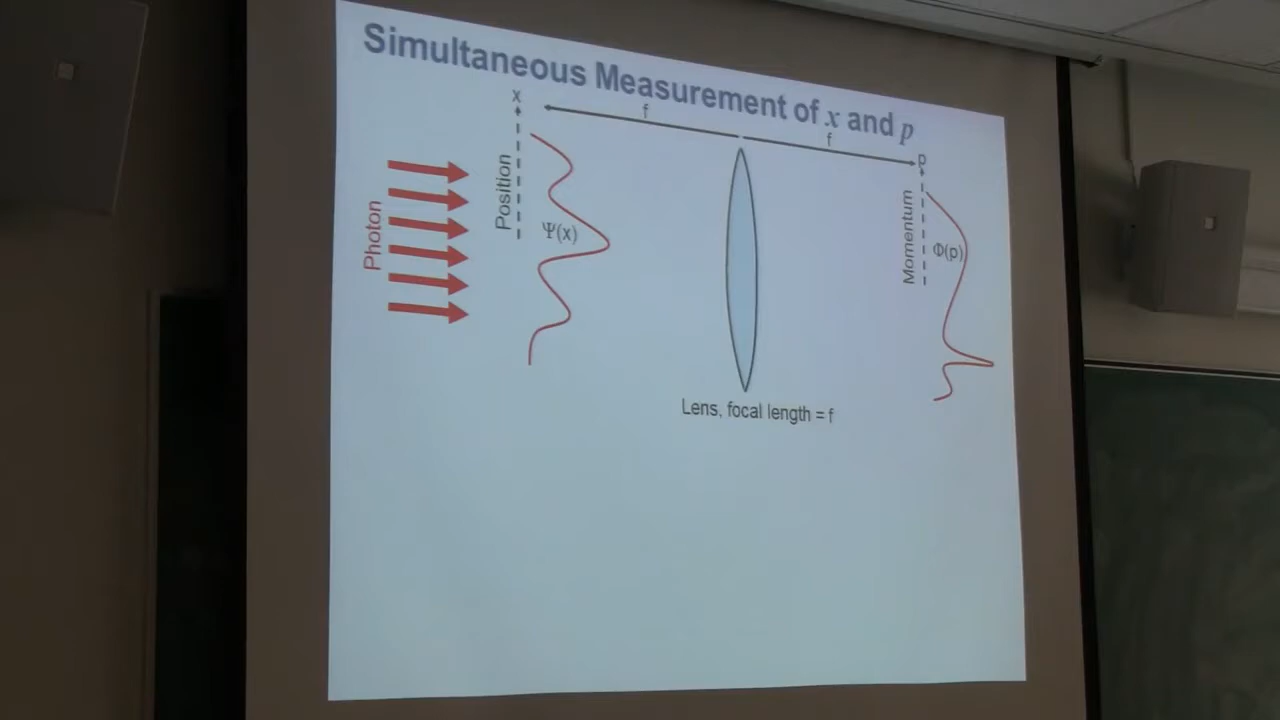 Simultaneous Measurement of x and p
x
f
f
p
Photon
Position
Ψ(x)
Momentum
Φ(p)
Lens, focal length = f